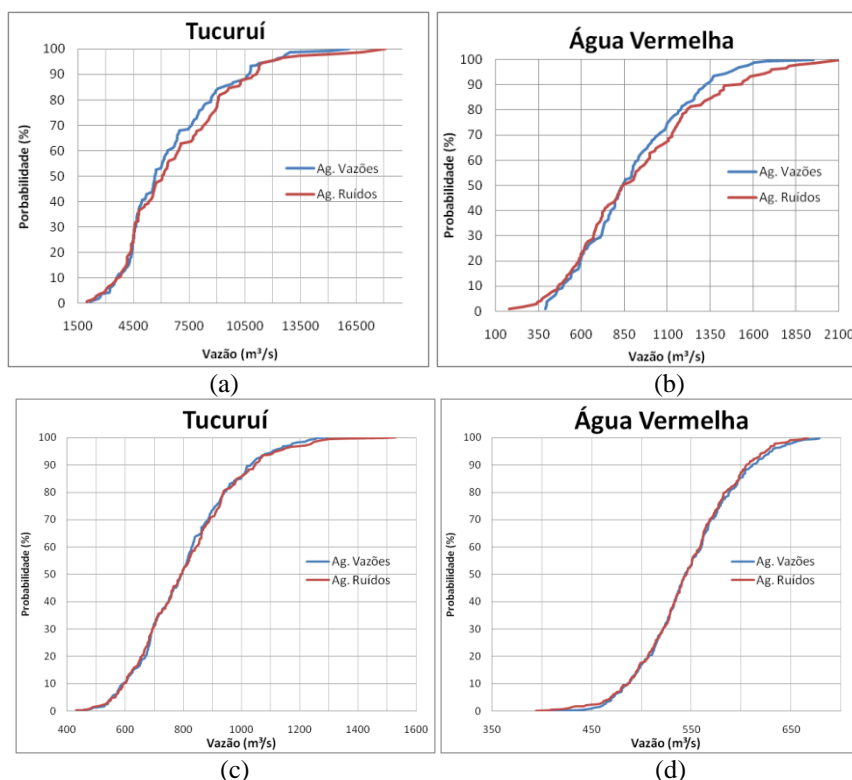 Tucuruí
Porbabilidade (%)
100
90
80
70
60
50
40
30
20
10
0
Ag. Vazões
Ag. Ruídos
1500 4500 7500 10500 13500 16500
Vazão (m³/s)
(a)
Água Vermelha
Probabilidade (%)
100
90
80
70
60
50
40
30
20
10
0
Ag. Vazões
Ag. Ruídos
100 350 600 850 1100 1350 1600 1850 2100
Vazão (m³/s)
(b)
Tucuruí
Probabilidade (%)
100
90
80
70
60
50
40
30
20
10
0
Ag. Vazões
Ag. Ruídos
400 600 800 1000 1200 1400 1600
Vazão (m³/s)
(c)
Água Vermelha
Probabilidade (%)
100
90
80
70
60
50
40
30
20
10
0
Ag. Vazões
Ag. Ruídos
350 450 550 650
Vazão (m³/s)
(d)